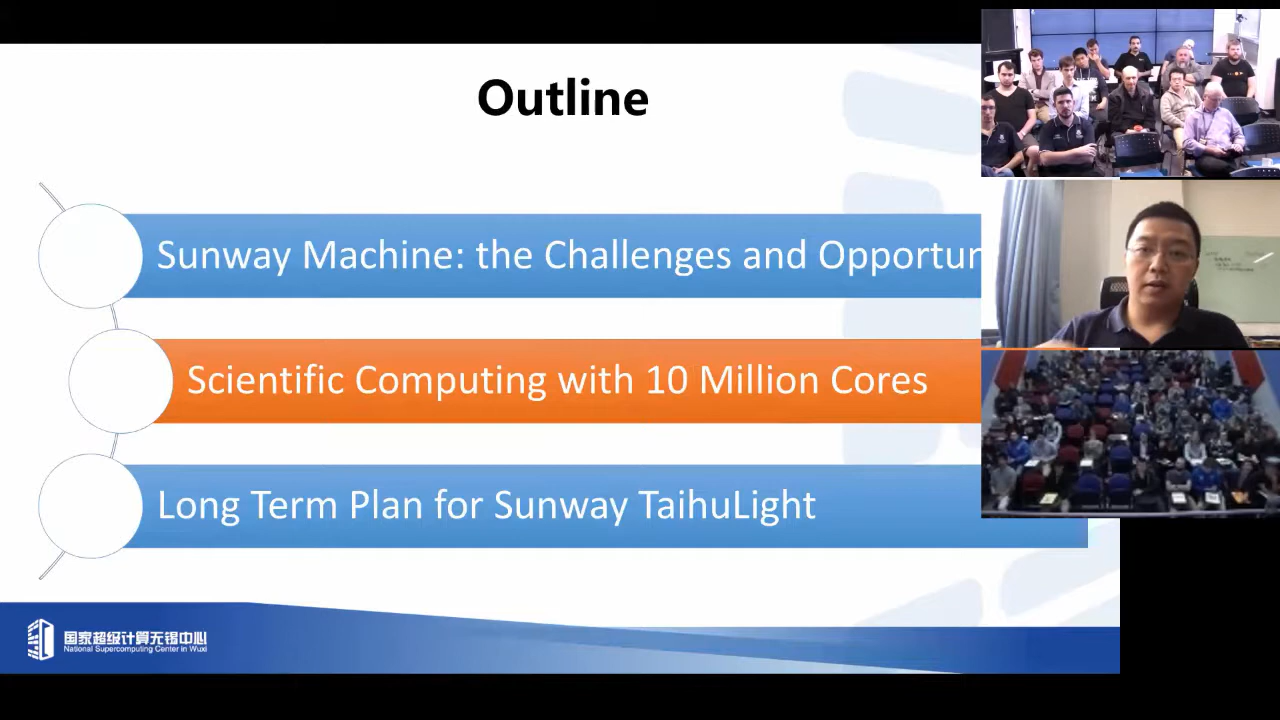 Outline
Sunway Machine: the Challenges and Opportun
Scientific Computing with 10 Million Cores
Long Term Plan for Sunway TaihuLight
国家超级计算无锡中心
National Supercomputing Center in Wuxi